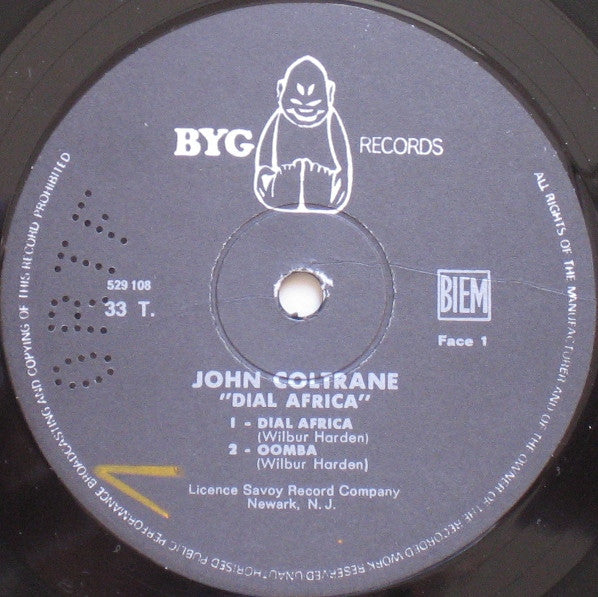 BYG RECORDS
529 108
33 T.
BIEM
Face 1
JOHN COLTRANE
"DIAL AFRICA"
1 - DIAL AFRICA
(Wilbur Harden)
2 - OOMBA
(Wilbur Harden)
Licence Savoy Record Company
Newark, N. J.
ALL RIGHTS OF THE MANUFACTURER AND OF THE OWNER OF THE RECORDED WORK RESERVED UNAUTHORISED PUBLIC PERFORMANCE BROADCASTING AND COPYING OF THIS RECORD PROHIBITED
ORTF